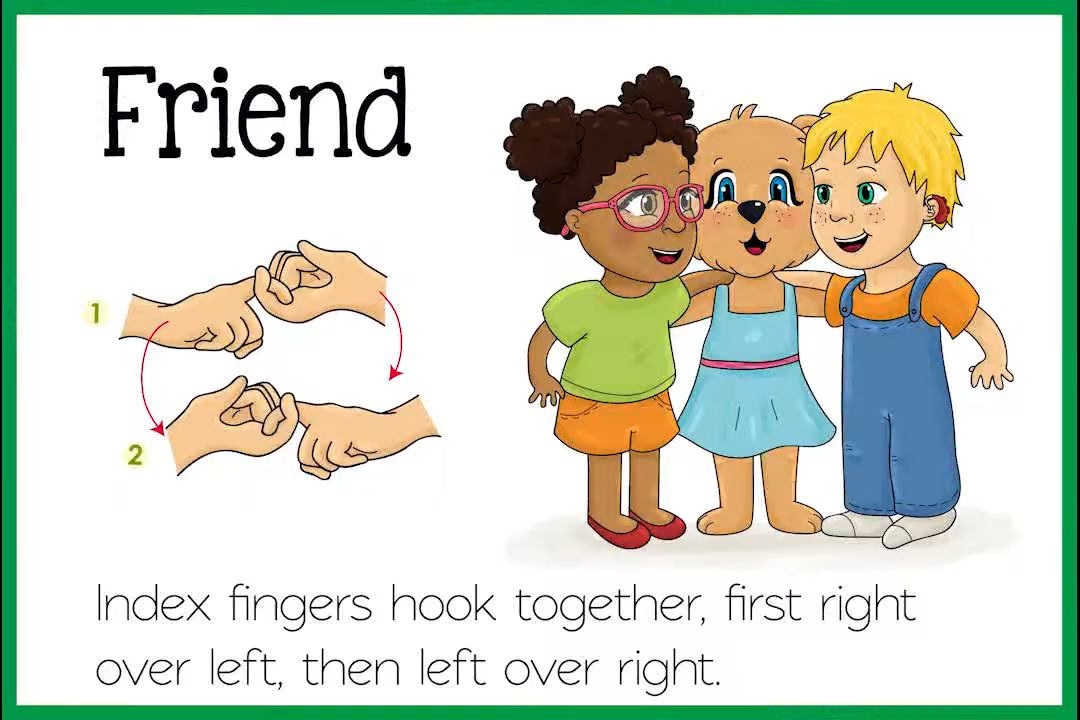 Friend
1
2
Index fingers hook together, first right
over left, then left over right.